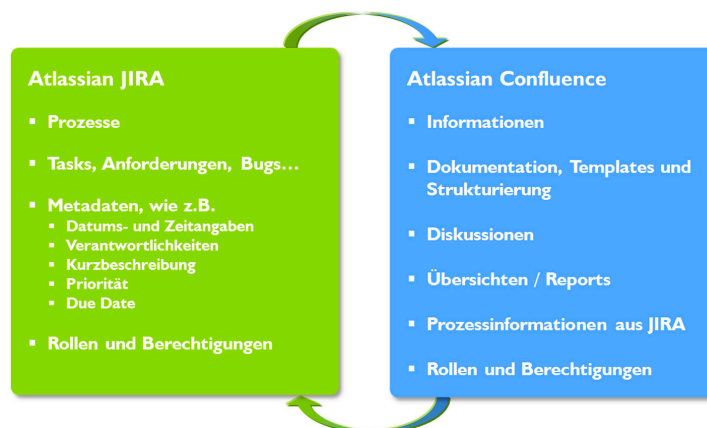 Atlassian JIRA
Prozesse
Tasks, Anforderungen, Bugs...
Metadaten, wie z.B.
Datums- und Zeitangaben
Verantwortlichkeiten
Kurzbeschreibung
Priorität
Due Date
Rollen und Berechtigungen
Atlassian Confluence
Informationen
Dokumentation, Templates und
Strukturierung
Diskussionen
Übersichten / Reports
Prozessinformationen aus JIRA
Rollen und Berechtigungen